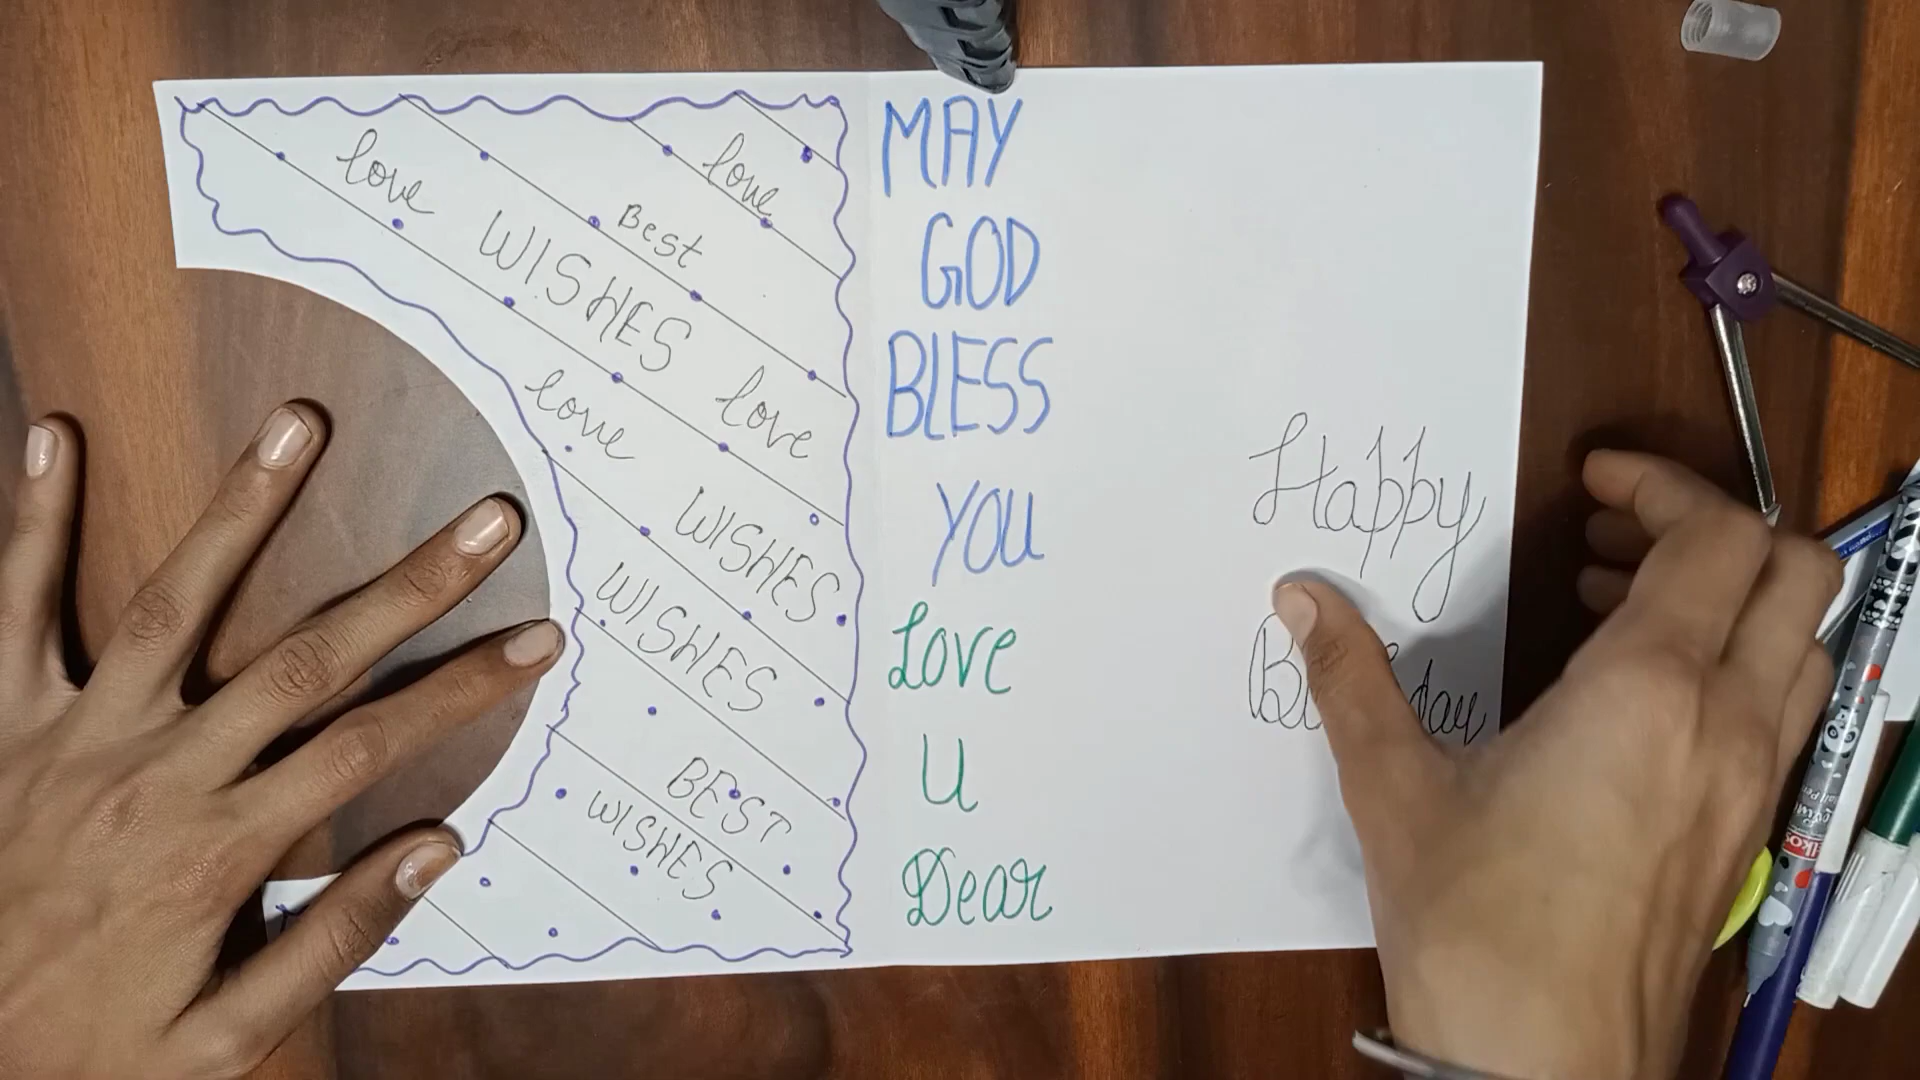 love
Best
love
WISHES
love
love
WISHES
WISHES
BEST
WISHES
MAY
GOD
BLESS
YOU
Love
U
Dear
Happy